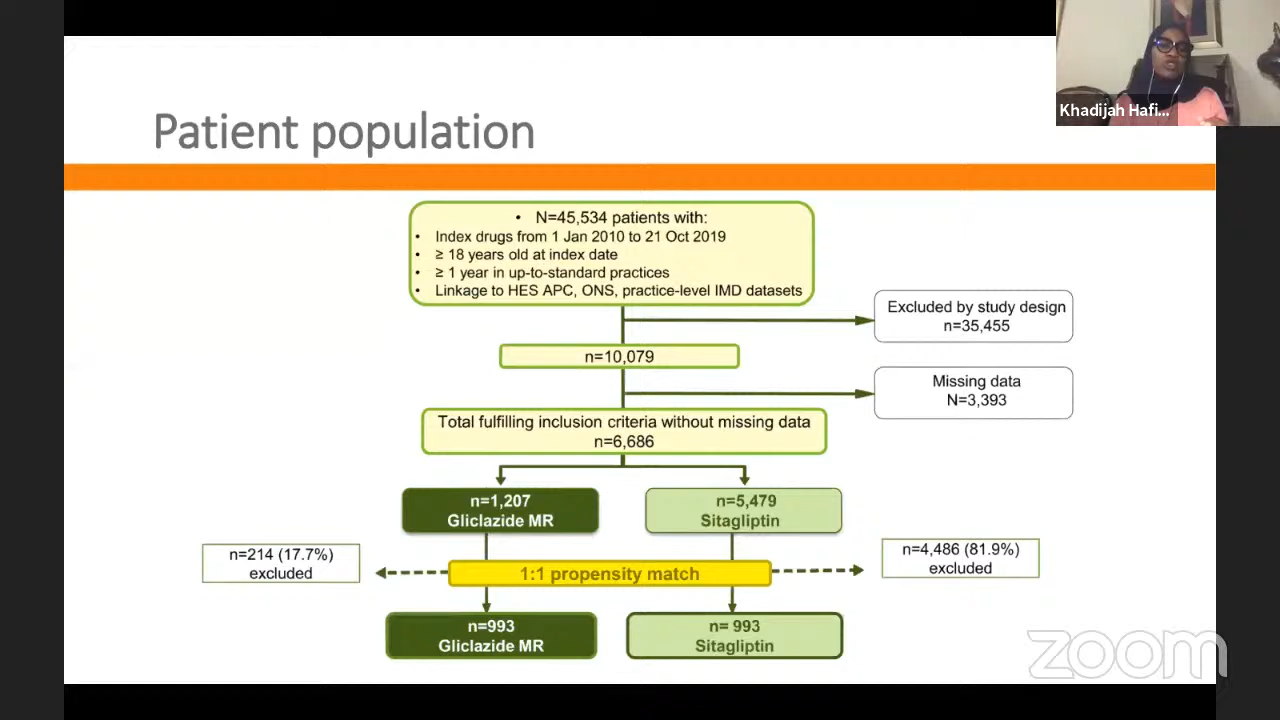 Khadijah Hafi...
Patient population
• N=45,534 patients with:
• Index drugs from 1 Jan 2010 to 21 Oct 2019
• ≥ 18 years old at index date
• ≥ 1 year in up-to-standard practices
• Linkage to HES APC, ONS, practice-level IMD datasets
Excluded by study design
n=35,455
n=10,079
Missing data
N=3,393
Total fulfilling inclusion criteria without missing data
n=6,686
n=1,207
Gliclazide MR
n=5,479
Sitagliptin
n=214 (17.7%)
excluded
1:1 propensity match
n=4,486 (81.9%)
excluded
n=993
Gliclazide MR
n= 993
Sitagliptin
zoom